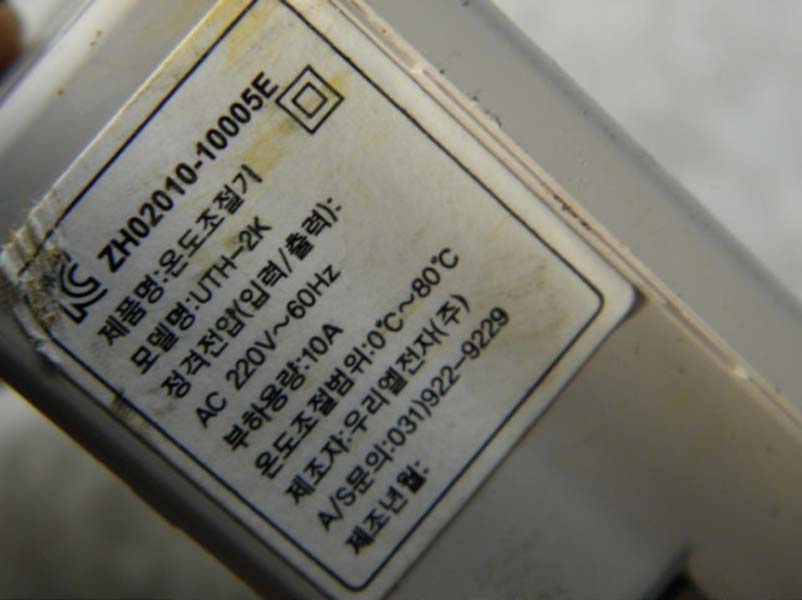 ZH02010-10005E
제품명:온도조절기
모델명:UTH-2K
정격전압(입력/출력):
AC 220V~60Hz
부하용량:10A
온도조절범위:0℃~80℃
제조자:우리엘전자(주)
A/S문의:031)922-9229
제조년월: